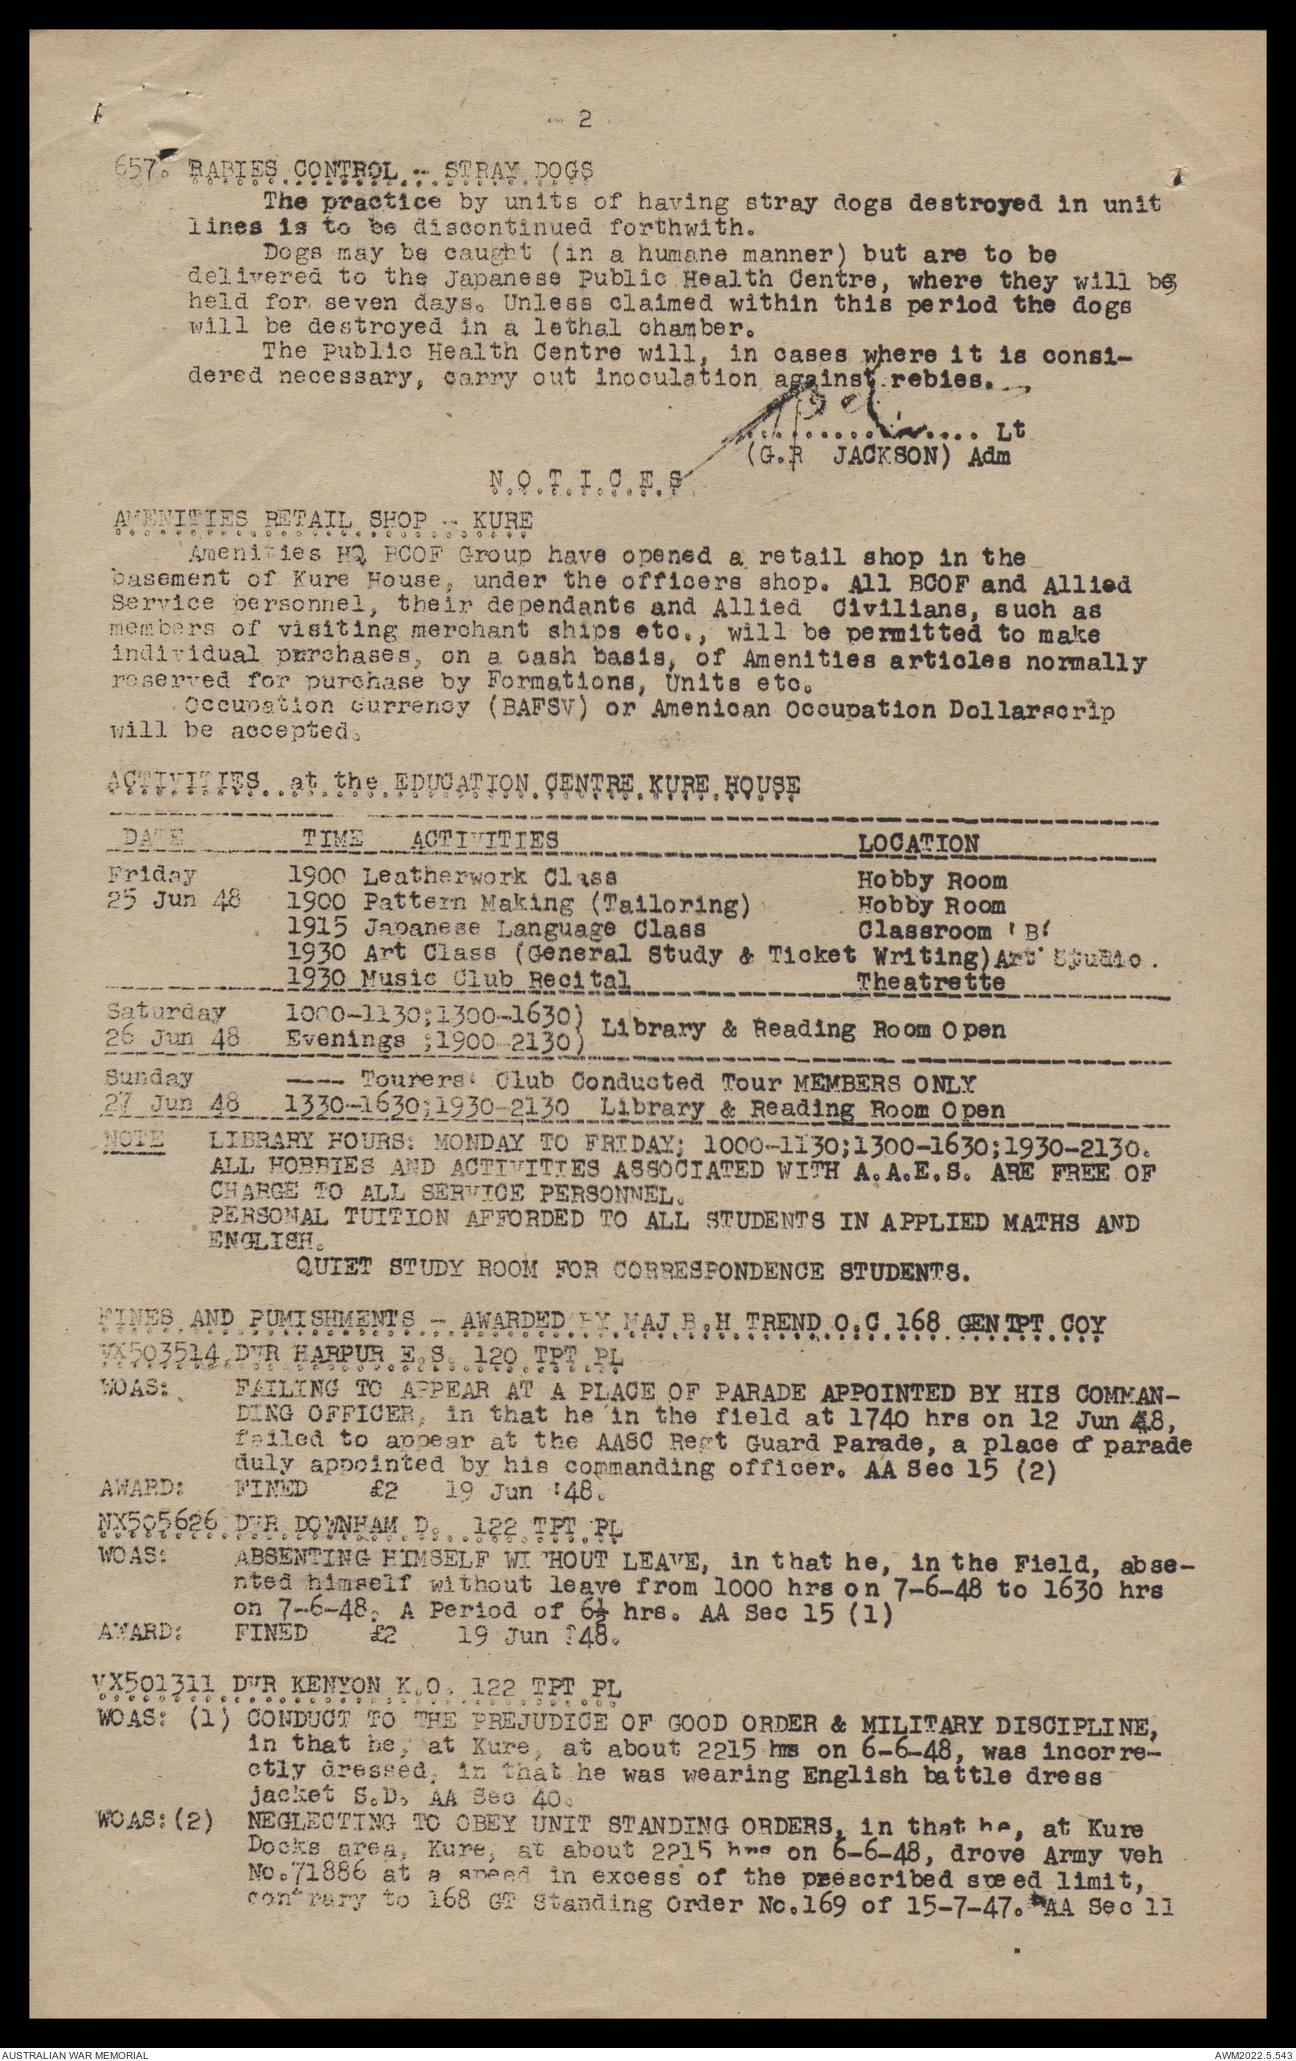 - 2
657. RABIES CONTROL - STRAY DOGS
The practice by units of having stray dogs destroyed in unit
lines is to be discontinued forthwith.
Dogs may be caught (in a humane manner) but are to be
delivered to the Japanese Public Health Centre, where they will be
held for seven days. Unless claimed within this period the dogs
will be destroyed in a lethal chamber.
The Public Health Centre will, in cases where it is consi-
dered necessary, carry out inoculation against rebies.
................ Lt
(G.R JACKSON) Adm
N O T I C E S
AMENITIES RETAIL SHOP - KURE
Amenities HQ BCOF Group have opened a retail shop in the
basement of Kure House, under the officers shop. All BCOF and Allied
Service personnel, their dependants and Allied Civilians, such as
members of visiting merchant ships etc., will be permitted to make
individual purchases, on a cash basis, of Amenities articles normally
reserved for purchase by Formations, Units etc.
Occupation currency (BAFSV) or Amenican Occupation Dollarscrip
will be accepted.
ACTIVITIES at the EDUCATION CENTRE KURE HOUSE
DATE TIME ACTIVITIES LOCATION
Friday 1900 Leatherwork Class Hobby Room
25 Jun 48 1900 Pattern Making (Tailoring) Hobby Room
1915 Japanese Language Class Classroom 'B'
1930 Art Class (General Study & Ticket Writing) Art Studio.
1930 Music Club Recital Theatrette
Saturday 1000-1130;1300-1630)
26 Jun 48 Evenings ;1900-2130) Library & Reading Room Open
Sunday ---- Tourers' Club Conducted Tour MEMBERS ONLY
27 Jun 48 1330-1630;1930-2130 Library & Reading Room Open
NOTE LIBRARY HOURS: MONDAY TO FRIDAY; 1000-1130;1300-1630;1930-2130.
ALL HOBBIES AND ACTIVITIES ASSOCIATED WITH A.A.E.S. ARE FREE OF
CHARGE TO ALL SERVICE PERSONNEL.
PERSONAL TUITION AFFORDED TO ALL STUDENTS IN APPLIED MATHS AND
ENGLISH.
QUIET STUDY ROOM FOR CORRESPONDENCE STUDENTS.
FINES AND PUMISHMENTS - AWARDED BY MAJ B.H TREND O.C 168 GEN TPT COY
VX503514 DVR HARPUR E.S. 120 TPT PL
WOAS: FAILING TO APPEAR AT A PLACE OF PARADE APPOINTED BY HIS COMMAN-
DING OFFICER, in that he in the field at 1740 hrs on 12 Jun 48,
failed to appear at the AASC Regt Guard Parade, a place of parade
duly appointed by his commanding officer. AA Sec 15 (2)
AWARD: FINED £2 19 Jun '48.
NX505626 DVR DOWNHAM D. 122 TPT PL
WOAS: ABSENTING HIMSELF WITHOUT LEAVE, in that he, in the Field, abse-
nted himself without leave from 1000 hrs on 7-6-48 to 1630 hrs
on 7-6-48. A Period of 6½ hrs. AA Sec 15 (1)
AWARD: FINED £2 19 Jun '48.
VX501311 DVR KENYON K.O. 122 TPT PL
WOAS: (1) CONDUCT TO THE PREJUDICE OF GOOD ORDER & MILITARY DISCIPLINE,
in that he, at Kure, at about 2215 hrs on 6-6-48, was incorre-
ctly dressed, in that he was wearing English battle dress
jacket S.D. AA Sec 40.
WOAS:(2) NEGLECTING TO OBEY UNIT STANDING ORDERS, in that he, at Kure
Docks area, Kure, at about 2215 hrs on 6-6-48, drove Army Veh
No.71886 at a speed in excess of the prescribed speed limit,
contrary to 168 GT Standing Order No.169 of 15-7-47. AA Sec 11
AUSTRALIAN WAR MEMORIAL
AWM2022.5.543